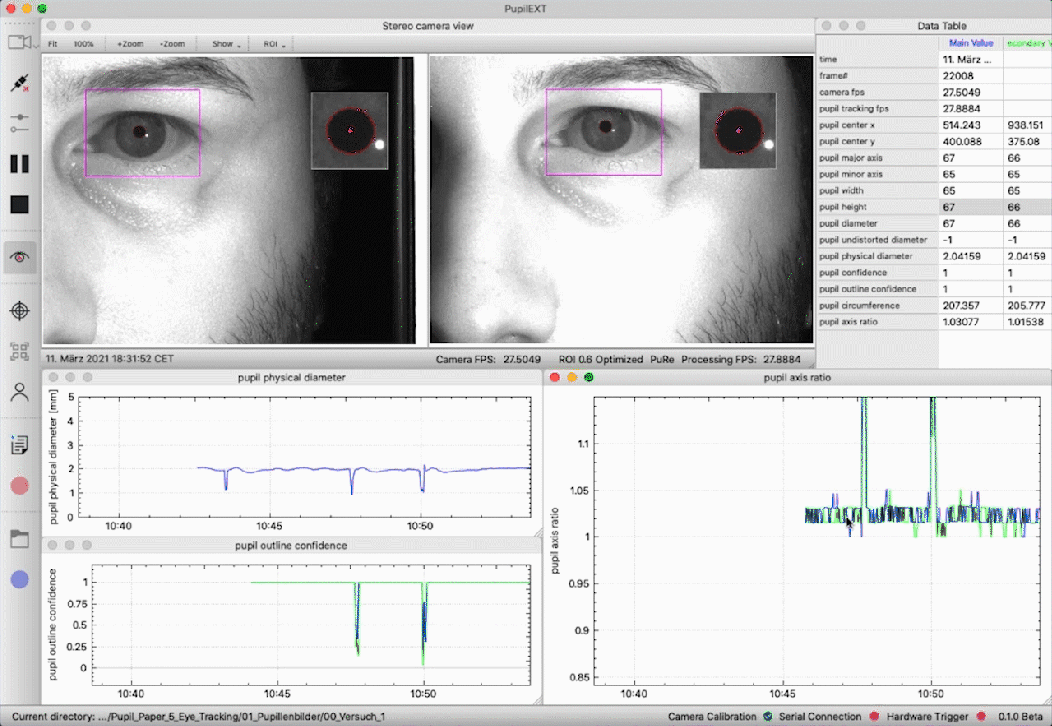 PupilEXT
Stereo camera view
Fit 100% +Zoom -Zoom Show ROI
Data Table
Main Value
time 11. März ...
frame# 22008
camera fps 27.5049
pupil tracking fps 27.8884
pupil center x 514.243 938.151
pupil center y 400.088 375.08
pupil major axis 67 66
pupil minor axis 65 65
pupil width 65 65
pupil height 67 66
pupil diameter 67 66
pupil undistorted diameter -1 -1
pupil physical diameter 2.04159 2.04159
pupil confidence 1 1
pupil outline confidence 1 1
pupil circumference 207.357 205.777
pupil axis ratio 1.03077 1.01538
11. März 2021 18:31:52 CET Camera FPS: 27.5049 ROI 0.6 Optimized PuRe Processing FPS: 27.8884
pupil physical diameter
pupil physical diameter [mm]
5
4
3
2
1
0
10:40 10:45 10:50
pupil outline confidence
pupil outline confidence
1
0.75
0.5
0.25
0
10:40 10:45 10:50
pupil axis ratio
pupil axis ratio
1.1
1.05
1
0.95
0.9
0.85
10:40 10:45 10:50
Current directory: .../Pupil_Paper_5_Eye_Tracking/01_Pupillenbilder/00_Versuch_1
Camera Calibration Serial Connection Hardware Trigger 0.1.0 Beta